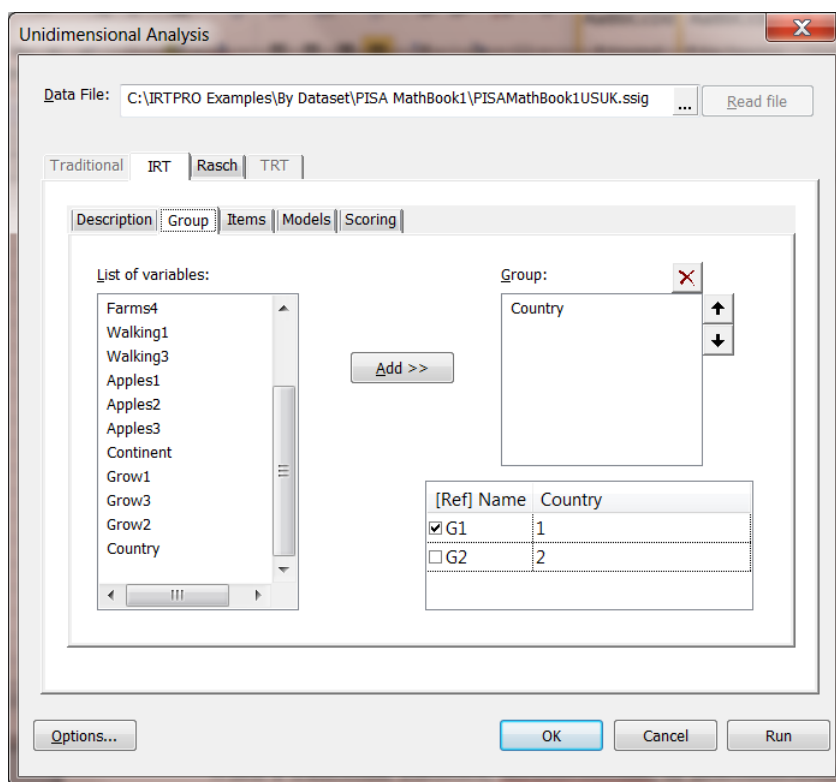 Unidimensional Analysis
Data File: C:\IRTPRO Examples\By Dataset\PISA MathBook1\PISAMathBook1USUK.ssig ... Read file
Traditional IRT Rasch TRT
Description Group Items Models Scoring
List of variables:
Farms4
Walking1
Walking3
Apples1
Apples2
Apples3
Continent
Grow1
Grow3
Grow2
Country
Add >>
Group:
Country
[Ref] Name Country
G1 1
G2 2
Options... OK Cancel Run